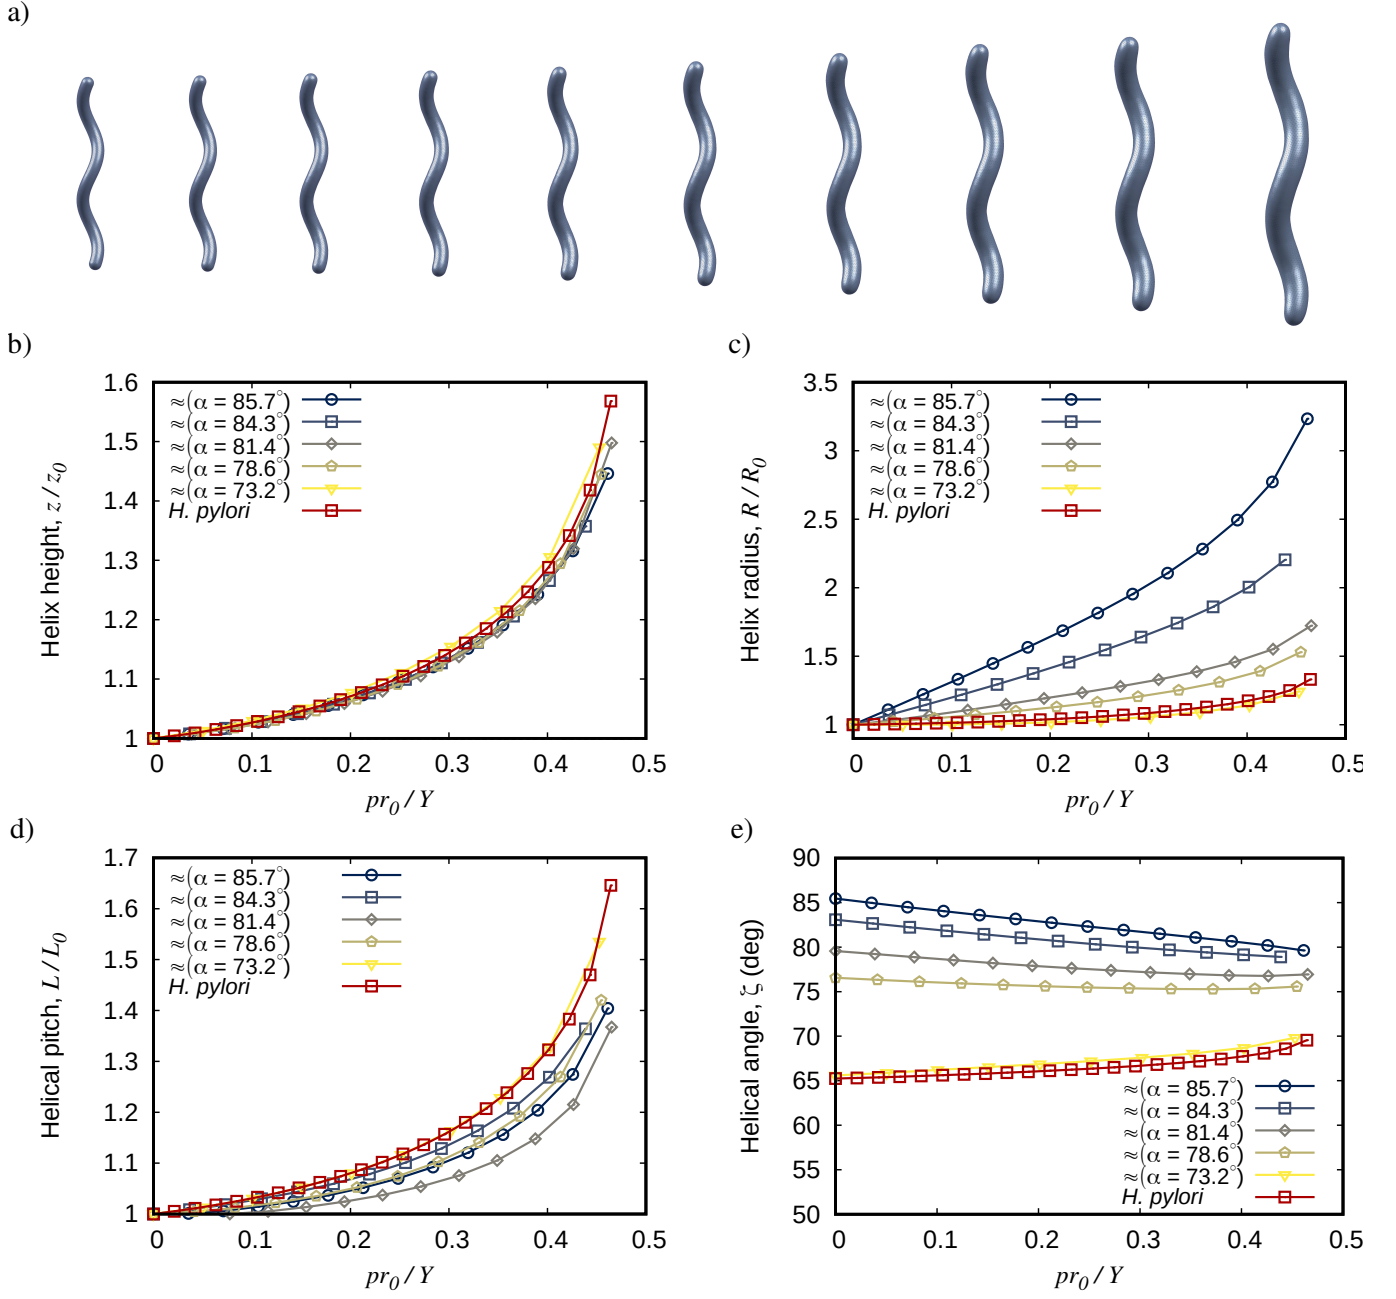 a)
b)
1.6
1.5
1.4
1.3
1.2
1.1
1
0 0.1 0.2 0.3 0.4 0.5
Helix height, z / z0
pr0 / Y
≈(α = 85.7°)
≈(α = 84.3°)
≈(α = 81.4°)
≈(α = 78.6°)
≈(α = 73.2°)
H. pylori
c)
3.5
3
2.5
2
1.5
1
0 0.1 0.2 0.3 0.4 0.5
Helix radius, R / R0
pr0 / Y
≈(α = 85.7°)
≈(α = 84.3°)
≈(α = 81.4°)
≈(α = 78.6°)
≈(α = 73.2°)
H. pylori
d)
1.7
1.6
1.5
1.4
1.3
1.2
1.1
1
0 0.1 0.2 0.3 0.4 0.5
Helical pitch, L / L0
pr0 / Y
≈(α = 85.7°)
≈(α = 84.3°)
≈(α = 81.4°)
≈(α = 78.6°)
≈(α = 73.2°)
H. pylori
e)
90
85
80
75
70
65
60
55
50
0 0.1 0.2 0.3 0.4 0.5
Helical angle, ζ (deg)
pr0 / Y
≈(α = 85.7°)
≈(α = 84.3°)
≈(α = 81.4°)
≈(α = 78.6°)
≈(α = 73.2°)
H. pylori